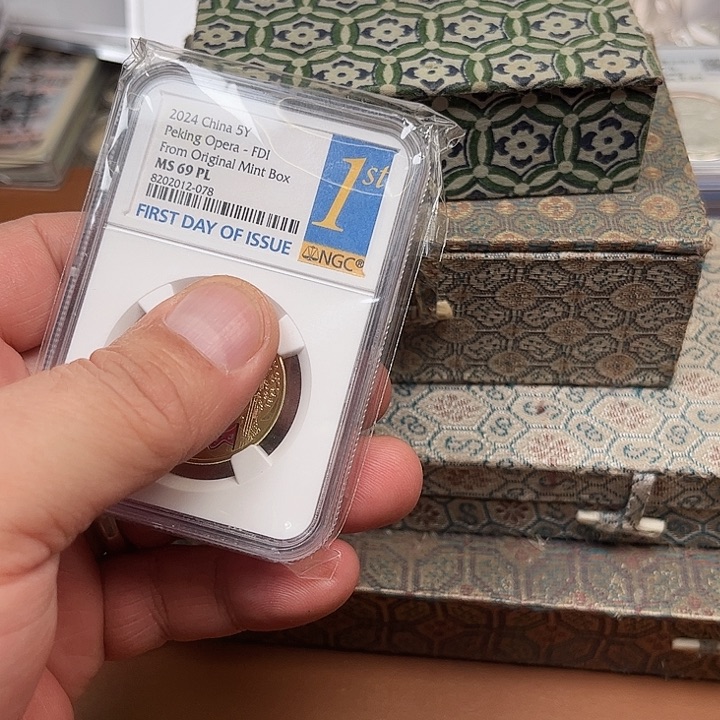 2024 China 5Y
Peking Opera - FDI
From Original Mint Box
MS 69 PL
8202012-078
FIRST DAY OF ISSUE
1st
NGC®